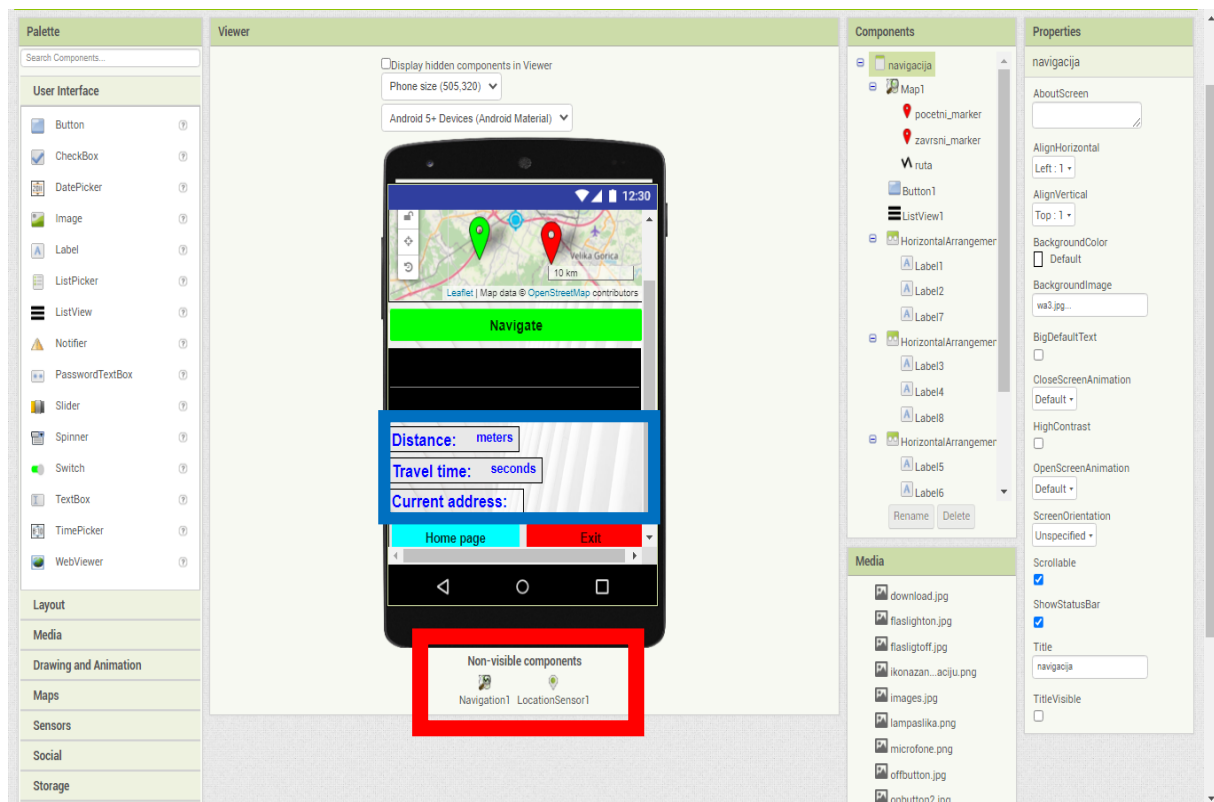 Palette
Search Components...
User Interface
Button
CheckBox
DatePicker
Image
Label
ListPicker
ListView
Notifier
PasswordTextBox
Slider
Spinner
Switch
TextBox
TimePicker
WebViewer
Layout
Media
Drawing and Animation
Maps
Sensors
Social
Storage
Viewer
Display hidden components in Viewer
Phone size (505,320)
Android 5+ Devices (Android Material)
12:30
Velika Gorica
10 km
Leaflet | Map data © OpenStreetMap contributors
Navigate
Distance: meters
Travel time: seconds
Current address:
Home page Exit
Non-visible components
Navigation1 LocationSensor1
Components
navigacija
Map1
pocetni_marker
zavrsni_marker
ruta
Button1
ListView1
HorizontalArrangemer
Label1
Label2
Label7
HorizontalArrangemer
Label3
Label4
Label8
HorizontalArrangemer
Label5
Label6
Rename Delete
Media
download.jpg
flaslighton.jpg
flasligtoff.jpg
ikonazan...aciju.png
images.jpg
lampaslika.png
microfone.png
offbutton.jpg
Properties
navigacija
AboutScreen
AlignHorizontal
Left : 1
AlignVertical
Top : 1
BackgroundColor
Default
BackgroundImage
wa3.jpg...
BigDefaultText
CloseScreenAnimation
Default
HighContrast
OpenScreenAnimation
Default
ScreenOrientation
Unspecified
Scrollable
ShowStatusBar
Title
navigacija
TitleVisible